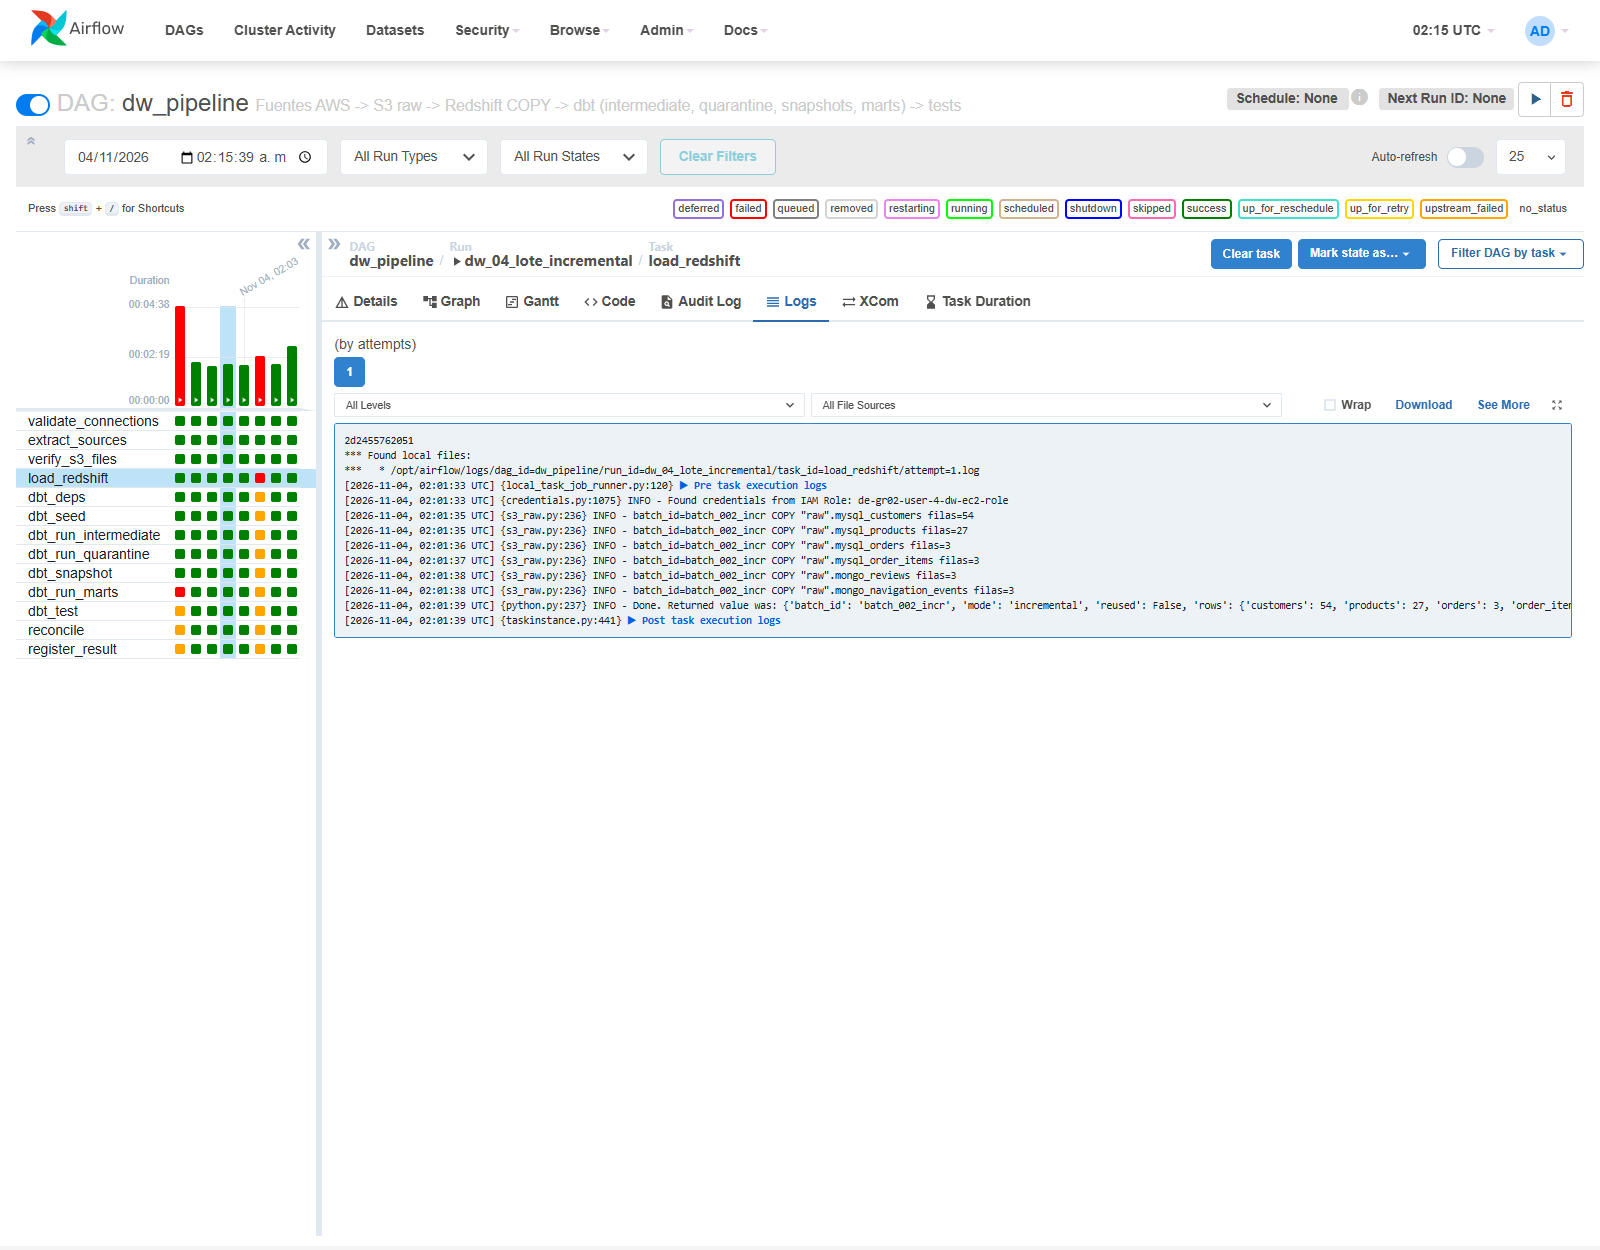 Airflow DAGs Cluster Activity Datasets Security Browse Admin Docs 02:15 UTC AD
DAG: dw_pipeline Fuentes AWS -> S3 raw -> Redshift COPY -> dbt (intermediate, quarantine, snapshots, marts) -> tests Schedule: None i Next Run ID: None
04/11/2026 02:15:39 a. m All Run Types All Run States Clear Filters Auto-refresh 25
Press shift + / for Shortcuts deferred failed queued removed restarting running scheduled shutdown skipped success up_for_reschedule up_for_retry upstream_failed no_status
DAG Run Task
dw_pipeline / dw_04_lote_incremental / load_redshift Clear task Mark state as... Filter DAG by task
Details Graph Gantt Code Audit Log Logs XCom Task Duration
Nov 04, 02:03
Duration
00:04:38
00:02:19
00:00:00
validate_connections
extract_sources
verify_s3_files
load_redshift
dbt_deps
dbt_seed
dbt_run_intermediate
dbt_run_quarantine
dbt_snapshot
dbt_run_marts
dbt_test
reconcile
register_result
(by attempts)
1
All Levels All File Sources Wrap Download See More
2d2455762051
*** Found local files:
***   * /opt/airflow/logs/dag_id=dw_pipeline/run_id=dw_04_lote_incremental/task_id=load_redshift/attempt=1.log
[2026-11-04, 02:01:33 UTC] {local_task_job_runner.py:120} ▶ Pre task execution logs
[2026-11-04, 02:01:33 UTC] {credentials.py:1075} INFO - Found credentials from IAM Role: de-gr02-user-4-dw-ec2-role
[2026-11-04, 02:01:35 UTC] {s3_raw.py:236} INFO - batch_id=batch_002_incr COPY "raw".mysql_customers filas=54
[2026-11-04, 02:01:35 UTC] {s3_raw.py:236} INFO - batch_id=batch_002_incr COPY "raw".mysql_products filas=27
[2026-11-04, 02:01:36 UTC] {s3_raw.py:236} INFO - batch_id=batch_002_incr COPY "raw".mysql_orders filas=3
[2026-11-04, 02:01:37 UTC] {s3_raw.py:236} INFO - batch_id=batch_002_incr COPY "raw".mysql_order_items filas=3
[2026-11-04, 02:01:38 UTC] {s3_raw.py:236} INFO - batch_id=batch_002_incr COPY "raw".mongo_reviews filas=3
[2026-11-04, 02:01:38 UTC] {s3_raw.py:236} INFO - batch_id=batch_002_incr COPY "raw".mongo_navigation_events filas=3
[2026-11-04, 02:01:39 UTC] {python.py:237} INFO - Done. Returned value was: {'batch_id': 'batch_002_incr', 'mode': 'incremental', 'reused': False, 'rows': {'customers': 54, 'products': 27, 'orders': 3, 'order_iter
[2026-11-04, 02:01:39 UTC] {taskinstance.py:441} ▶ Post task execution logs